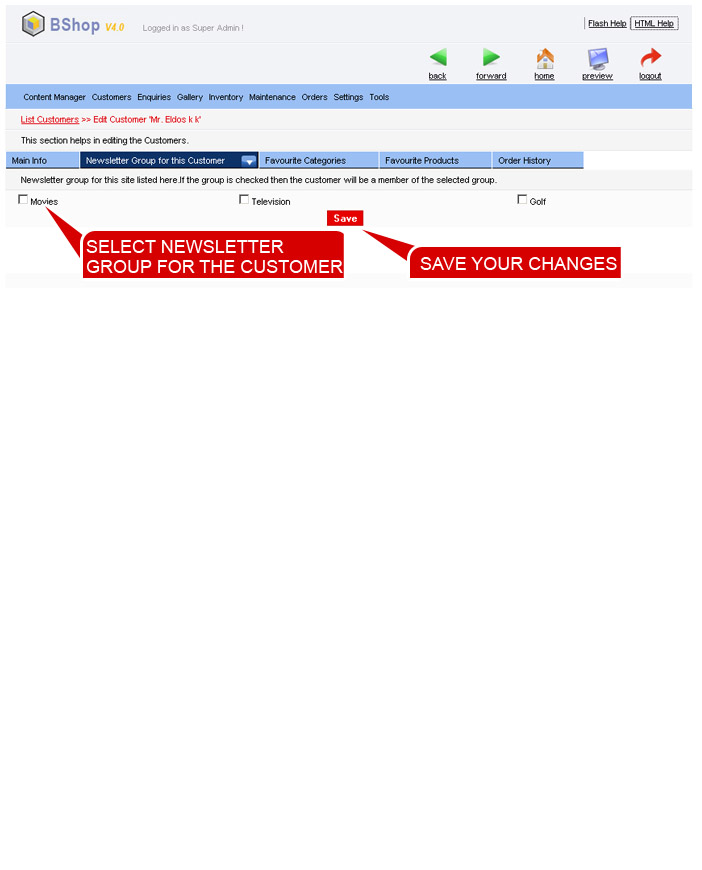 BShop V4.0 Logged in as Super Admin ! Flash Help HTML Help
back forward home preview logout
Content Manager Customers Enquiries Gallery Inventory Maintenance Orders Settings Tools
List Customers >> Edit Customer 'Mr. Eldos k k'
This section helps in editing the Customers.
Main Info Newsletter Group for this Customer Favourite Categories Favourite Products Order History
Newsletter group for this site listed here.If the group is checked then the customer will be a member of the selected group.
Movies Television Golf
Save
SELECT NEWSLETTER
GROUP FOR THE CUSTOMER
SAVE YOUR CHANGES